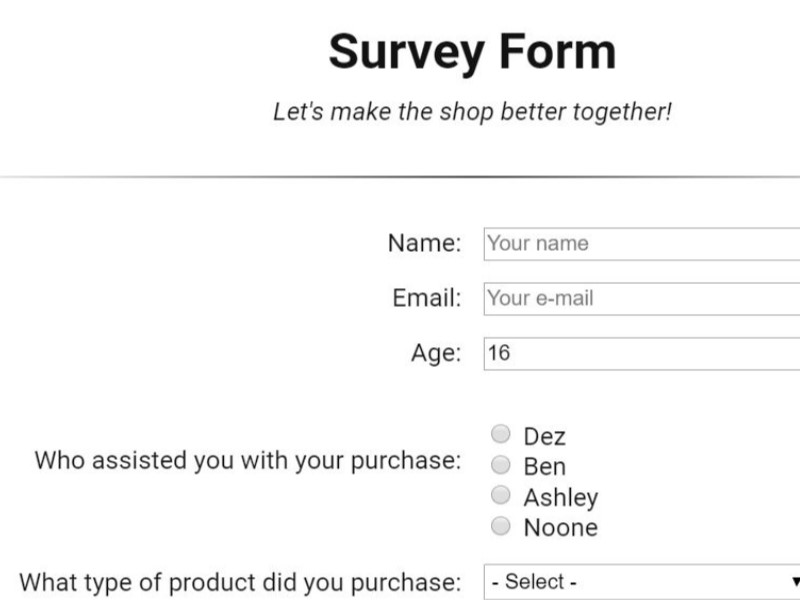 Survey Form
Let's make the shop better together!
Name: Your name
Email: Your e-mail
Age: 16
Who assisted you with your purchase:
Dez
Ben
Ashley
Noone
What type of product did you purchase: - Select -